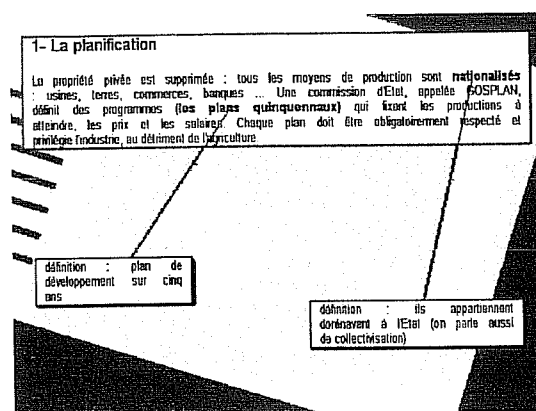 1- La planification
La propriété privée est supprimée : tous les moyens de production sont nationalisés
: usines, terres, commerces, banques ... Une commission d'Etat, appelée GOSPLAN,
définit des programmes (les plans quinquennaux) qui fixent les productions à
atteindre, les prix et les salaires. Chaque plan doit être obligatoirement respecté et
privilégie l'industrie, au détriment de l'agriculture
définition : plan de
développement sur cinq
ans
définition : ils appartiennent
dorénavant à l'Etat (on parle aussi
de collectivisation)